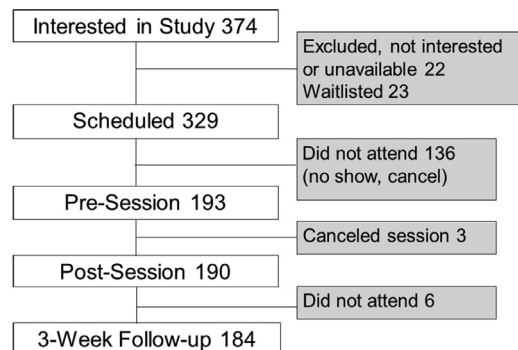 Interested in Study 374
Excluded, not interested
or unavailable 22
Waitlisted 23
Scheduled 329
Did not attend 136
(no show, cancel)
Pre-Session 193
Canceled session 3
Post-Session 190
Did not attend 6
3-Week Follow-up 184